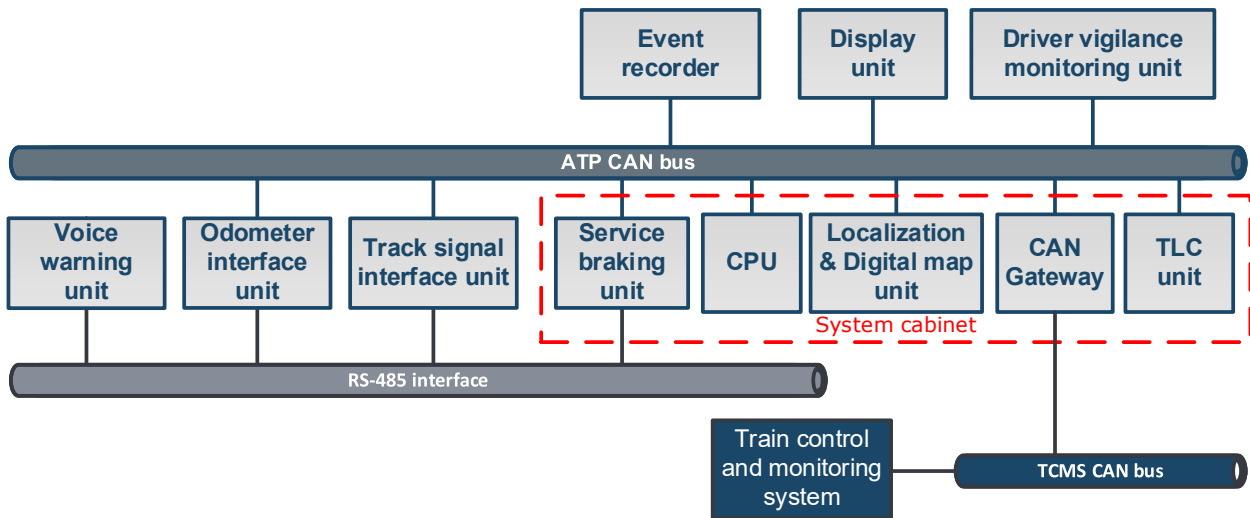 Event
recorder
Display
unit
Driver vigilance
monitoring unit
ATP CAN bus
Voice
warning
unit
Odometer
interface
unit
Track signal
interface unit
Service
braking
unit
CPU
Localization
& Digital map
unit
CAN
Gateway
TLC
unit
System cabinet
RS-485 interface
Train control
and monitoring
system
TCMS CAN bus